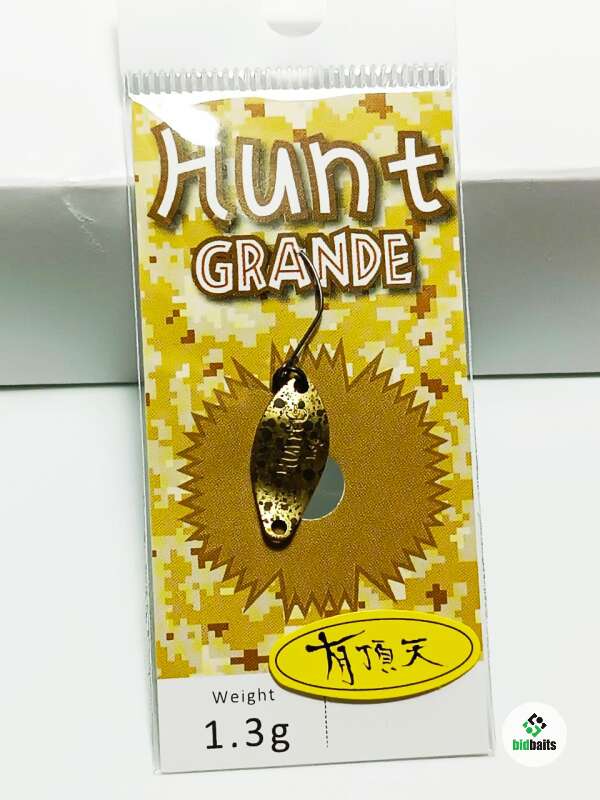 Hunt
GRANDE
有頂天
Weight
1.3g
bidbaits